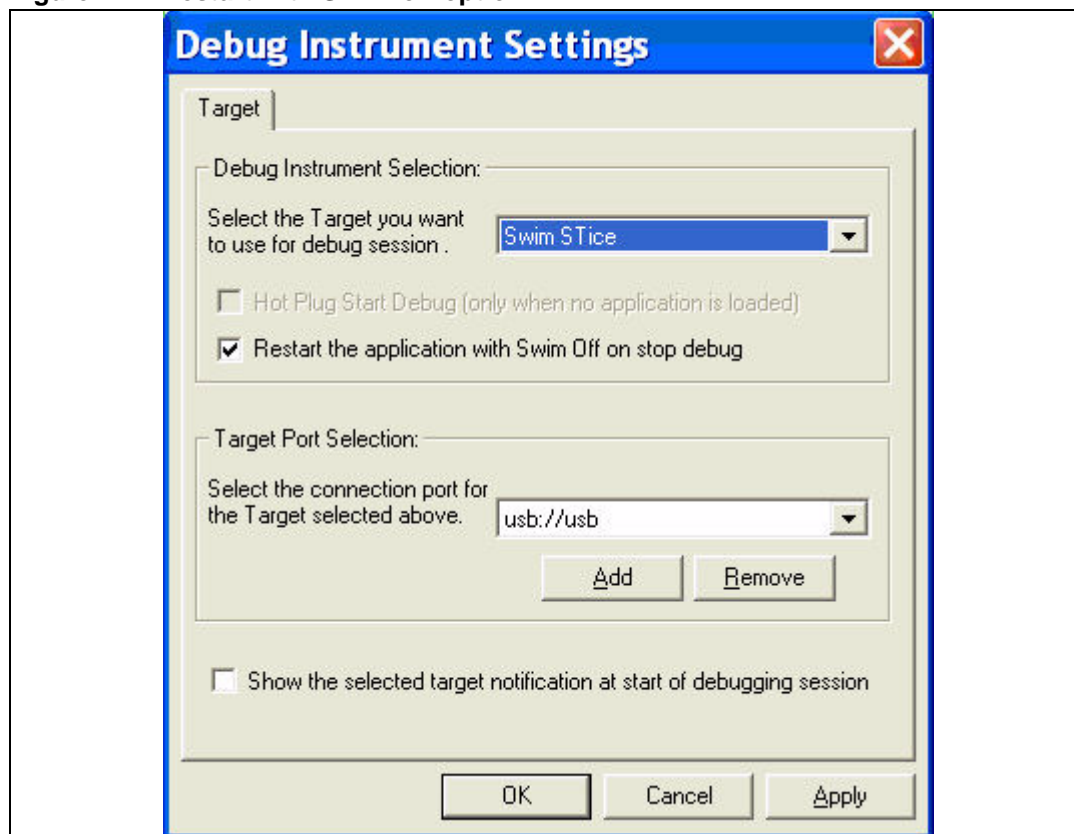 Debug Instrument Settings
Target
Debug Instrument Selection:
Select the Target you want
to use for debug session .
Swim STice
Hot Plug Start Debug (only when no application is loaded)
Restart the application with Swim Off on stop debug
Target Port Selection:
Select the connection port for
the Target selected above.
usb://usb
Add
Remove
Show the selected target notification at start of debugging session
OK
Cancel
Apply